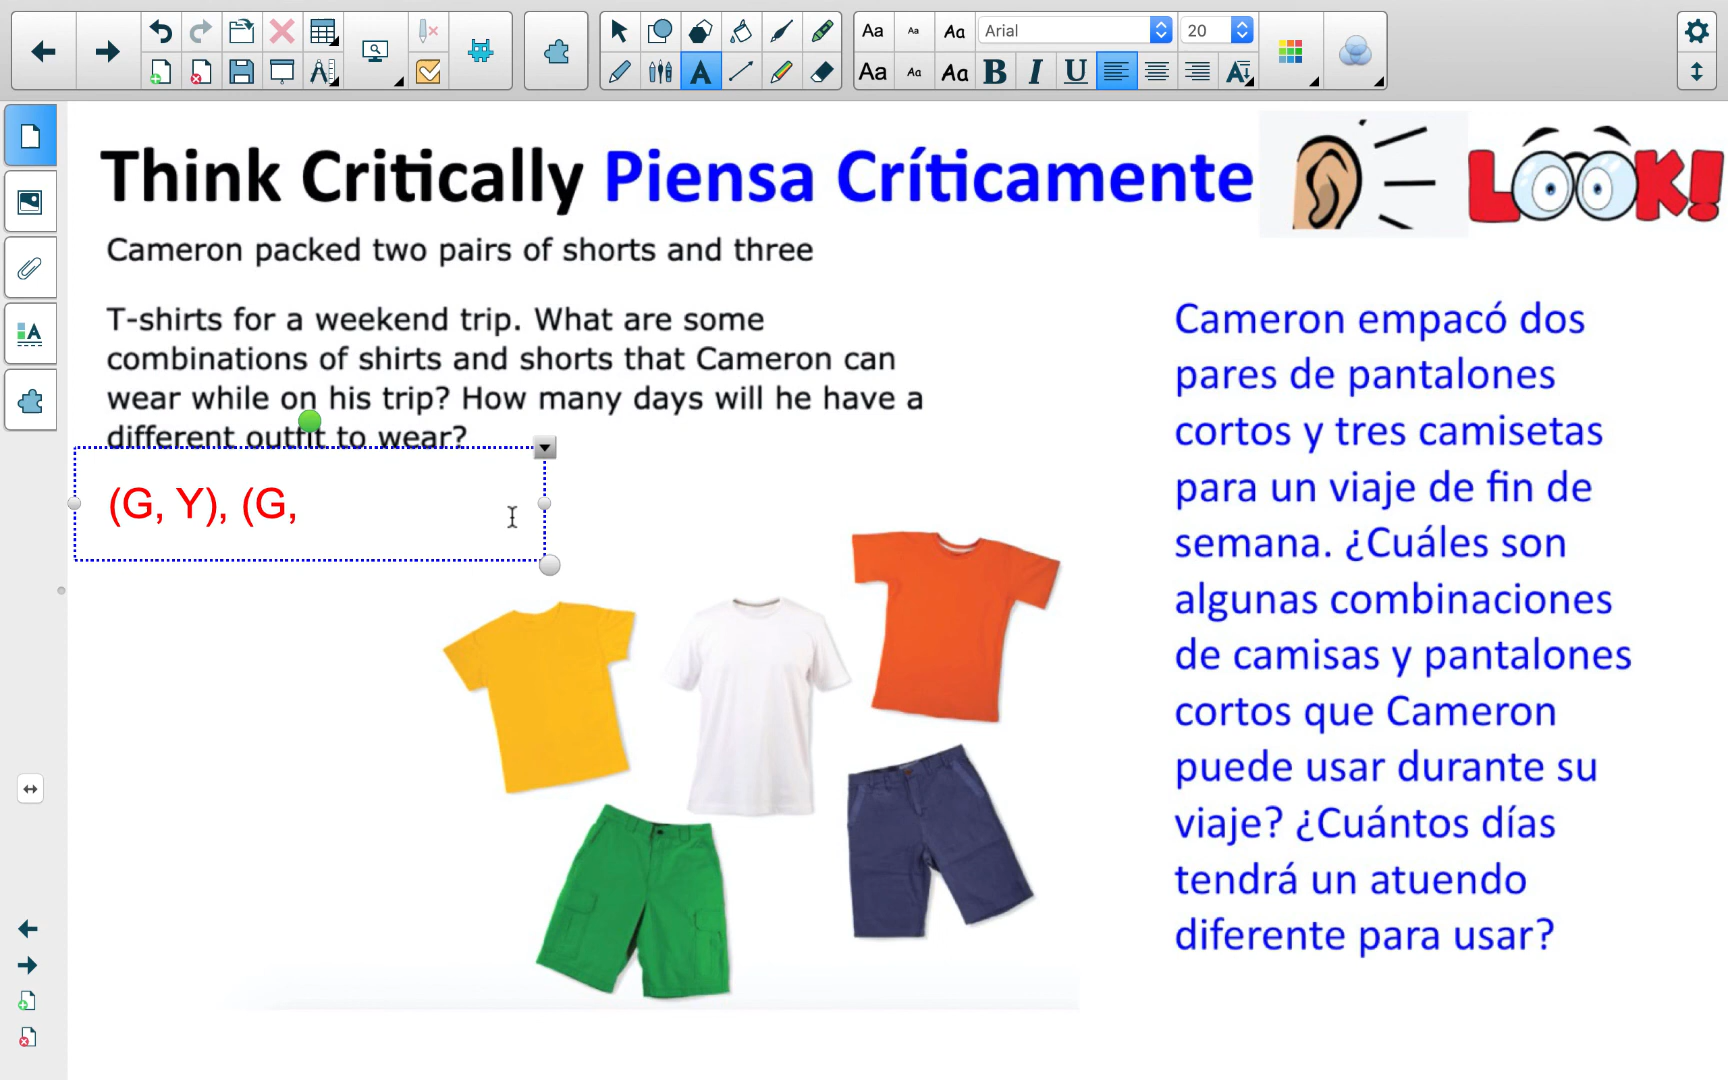 Aa Aa Aa Arial 20
Aa Aa Aa B I U A
A
A
Think Critically Piensa Críticamente
LOOK!
Cameron packed two pairs of shorts and three
T-shirts for a weekend trip. What are some
combinations of shirts and shorts that Cameron can
wear while on his trip? How many days will he have a
different outfit to wear?
(G, Y), (G,
Cameron empacó dos
pares de pantalones
cortos y tres camisetas
para un viaje de fin de
semana. ¿Cuáles son
algunas combinaciones
de camisas y pantalones
cortos que Cameron
puede usar durante su
viaje? ¿Cuántos días
tendrá un atuendo
diferente para usar?